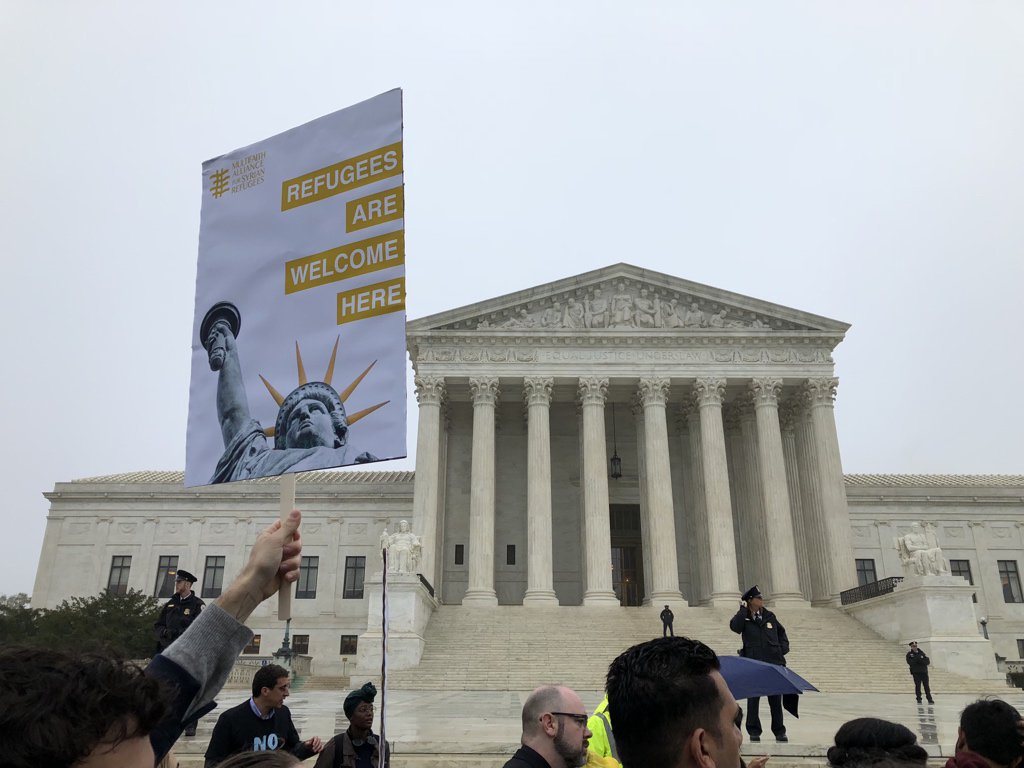 MULTIFAITH
ALLIANCE
FOR SYRIAN
REFUGEES
REFUGEES
ARE
WELCOME
HERE
EQUAL JUSTICE UNDER LAW
NO